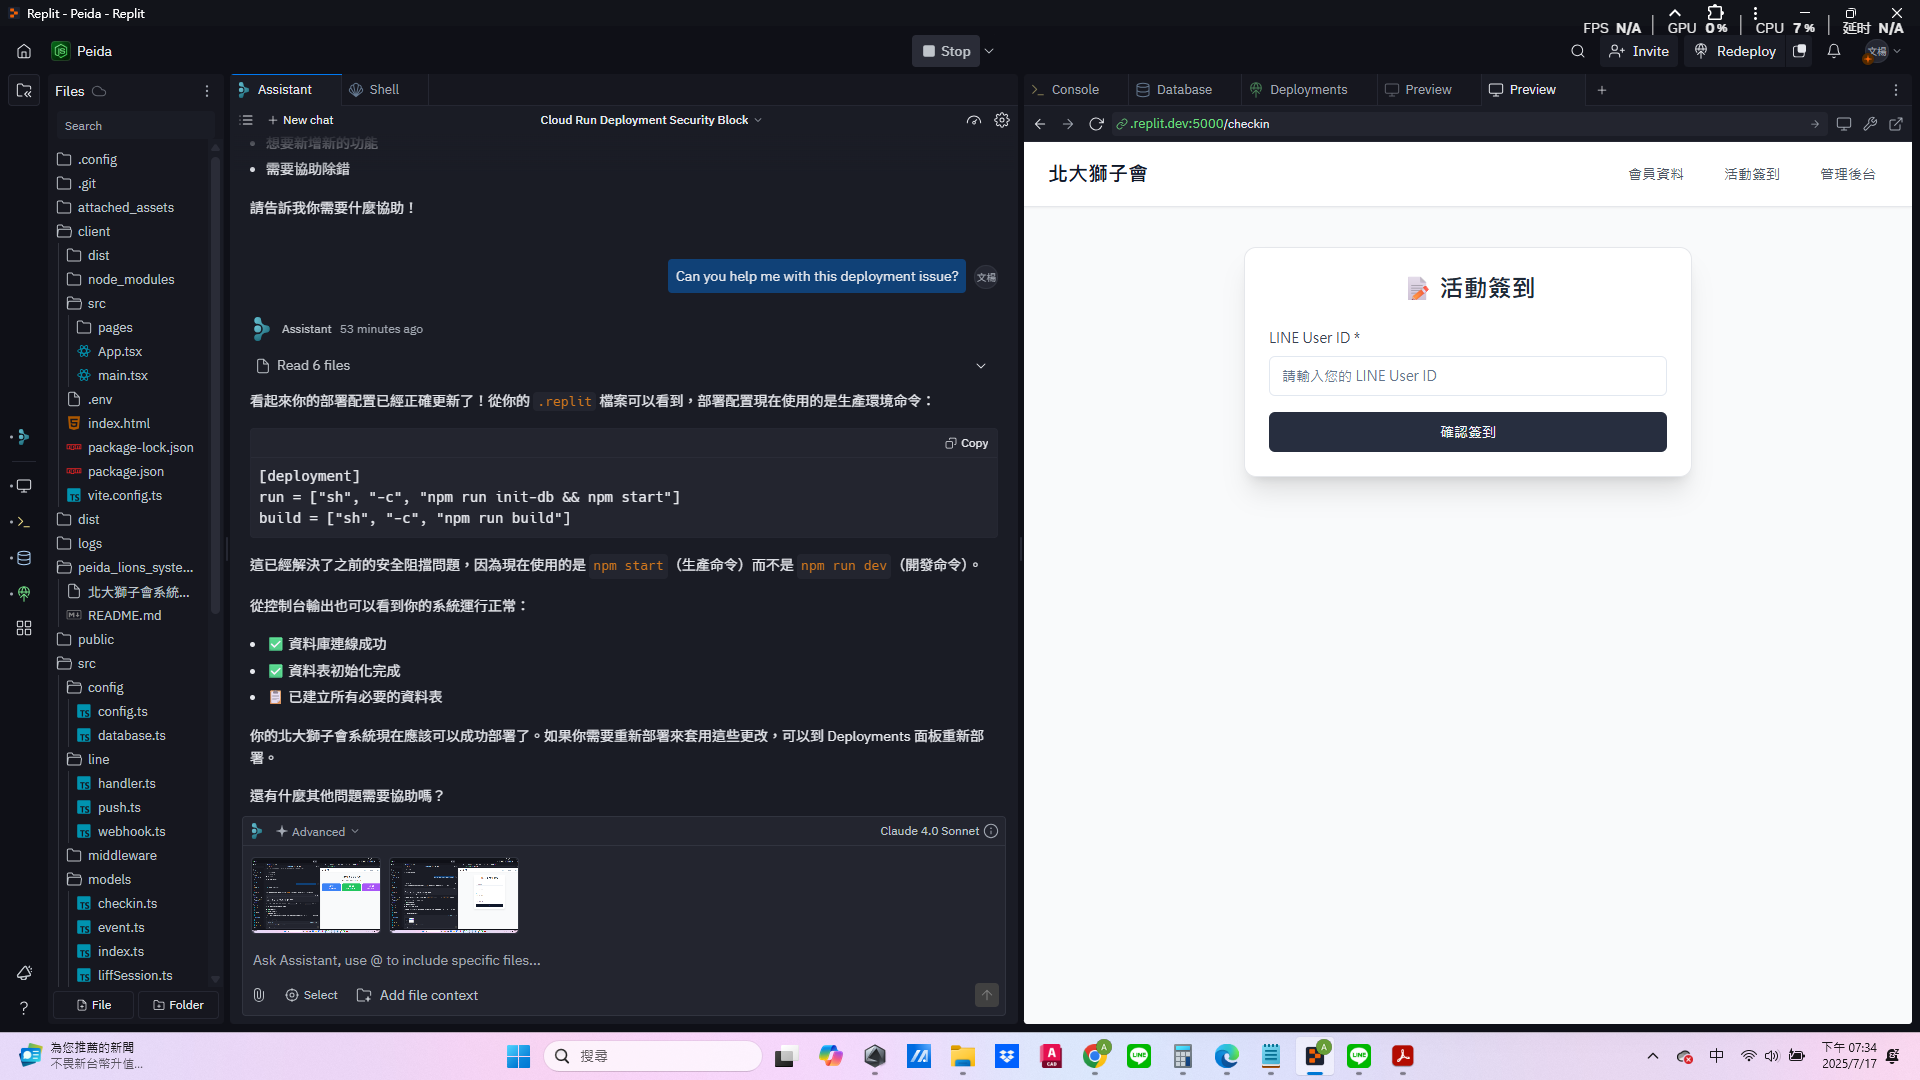 Replit - Peida - Replit
FPS N/A GPU 0% CPU 7% 延时 N/A
Peida
Stop
Invite
Redeploy
文楊
Files
Assistant
Shell
Console
Database
Deployments
Preview
Preview
Search
New chat
Cloud Run Deployment Security Block
.replit.dev:5000/checkin
.config
.git
attached_assets
client
dist
node_modules
src
pages
App.tsx
main.tsx
.env
index.html
package-lock.json
package.json
vite.config.ts
dist
logs
peida_lions_syste...
北大獅子會系統...
README.md
public
src
config
config.ts
database.ts
line
handler.ts
push.ts
webhook.ts
middleware
models
checkin.ts
event.ts
index.ts
liffSession.ts
File
Folder
想要新增新的功能
需要協助除錯
請告訴我你需要什麼協助！
Can you help me with this deployment issue?
文楊
Assistant 53 minutes ago
Read 6 files
看起來你的部署配置已經正確更新了！從你的 .replit 檔案可以看到，部署配置現在使用的是生產環境命令：
Copy
[deployment]
run = ["sh", "-c", "npm run init-db && npm start"]
build = ["sh", "-c", "npm run build"]
這已經解決了之前的安全阻擋問題，因為現在使用的是 npm start（生產命令）而不是 npm run dev（開發命令）。
從控制台輸出也可以看到你的系統運行正常：
✅ 資料庫連線成功
✅ 資料表初始化完成
📋 已建立所有必要的資料表
你的北大獅子會系統現在應該可以成功部署了。如果你需要重新部署來套用這些更改，可以到 Deployments 面板重新部
署。
還有什麼其他問題需要協助嗎？
Advanced
Claude 4.0 Sonnet
Ask Assistant, use @ to include specific files...
Select
Add file context
北大獅子會
會員資料
活動簽到
管理後台
📝 活動簽到
LINE User ID *
請輸入您的 LINE User ID
確認簽到
為您推薦的新聞
不畏新台幣升值...
搜尋
中
下午 07:34
2025/7/17